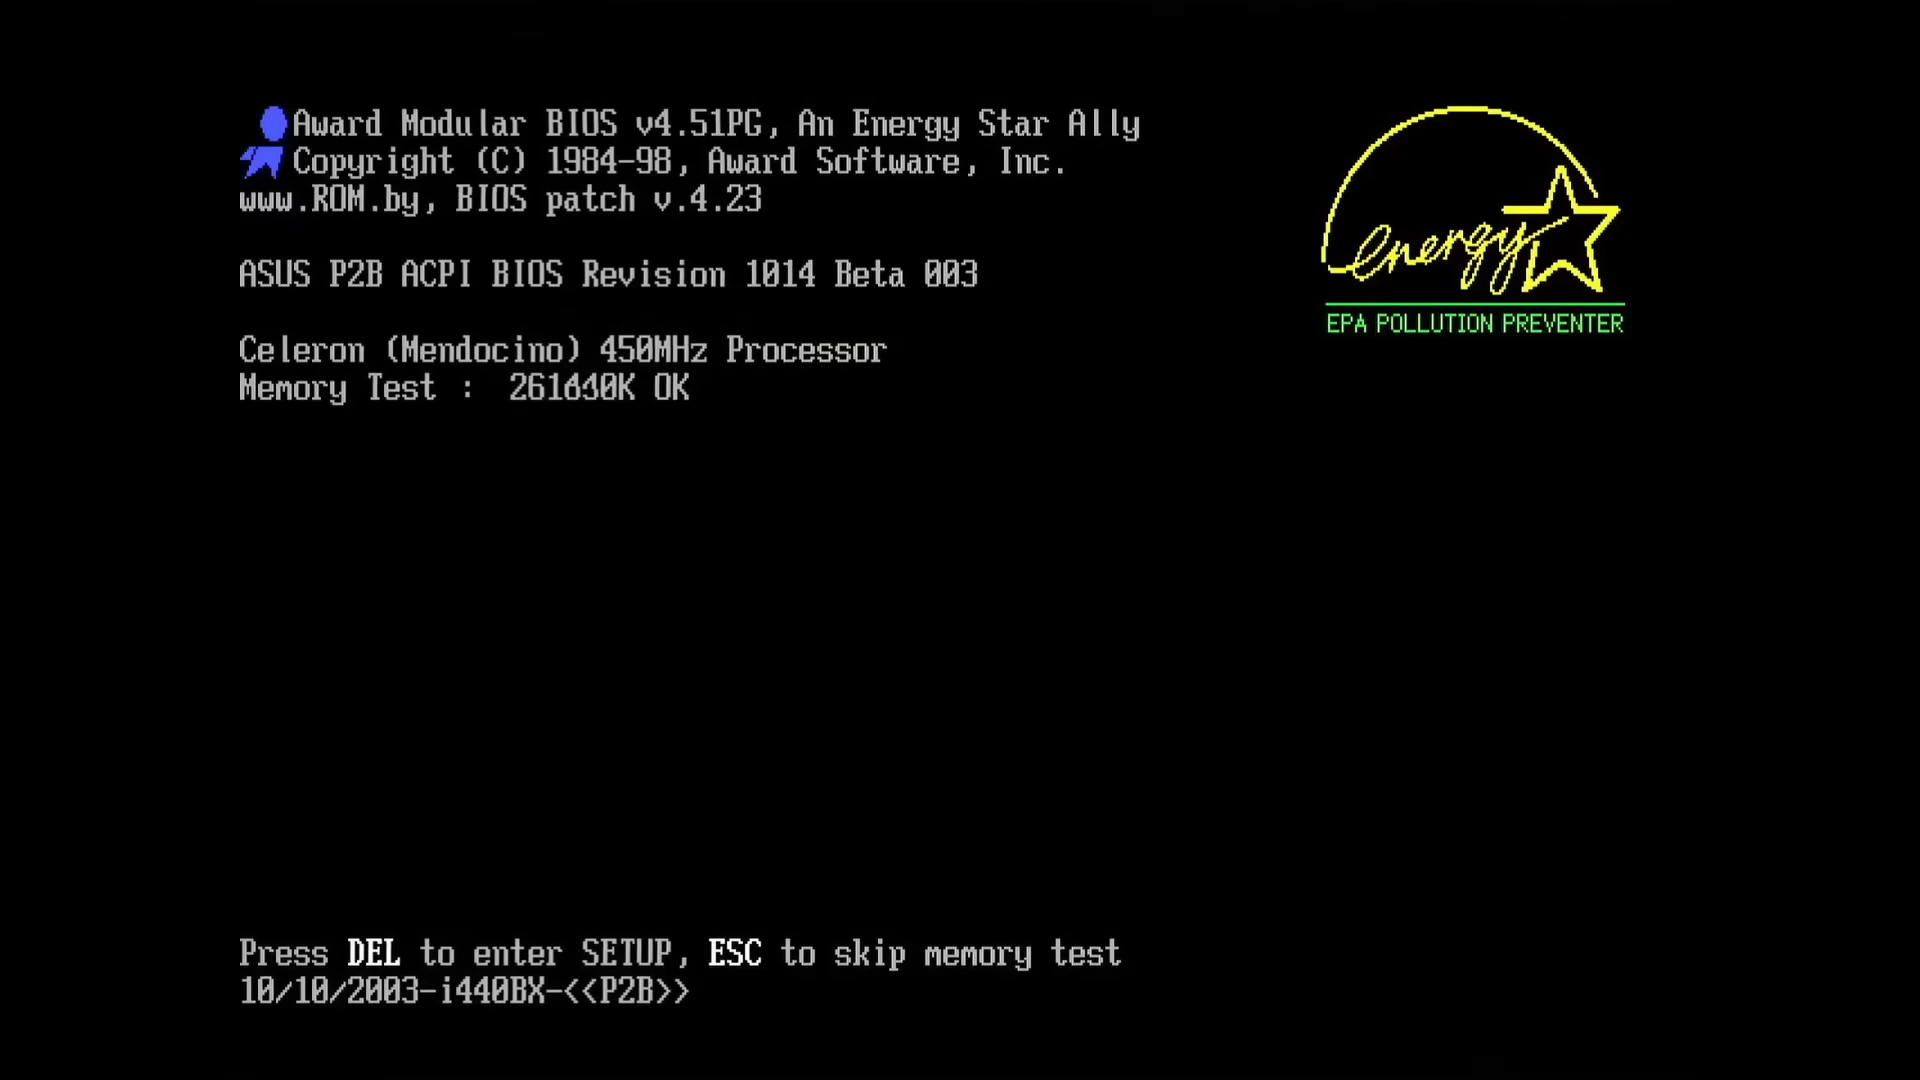 Award Modular BIOS v4.51PG, An Energy Star Ally
Copyright (C) 1984-98, Award Software, Inc.
www.ROM.by, BIOS patch v.4.23
energy
EPA POLLUTION PREVENTER
ASUS P2B ACPI BIOS Revision 1014 Beta 003
Celeron (Mendocino) 450MHz Processor
Memory Test : OK
Press DEL to enter SETUP, ESC to skip memory test
10/10/2003-i440BX-<<P2B>>